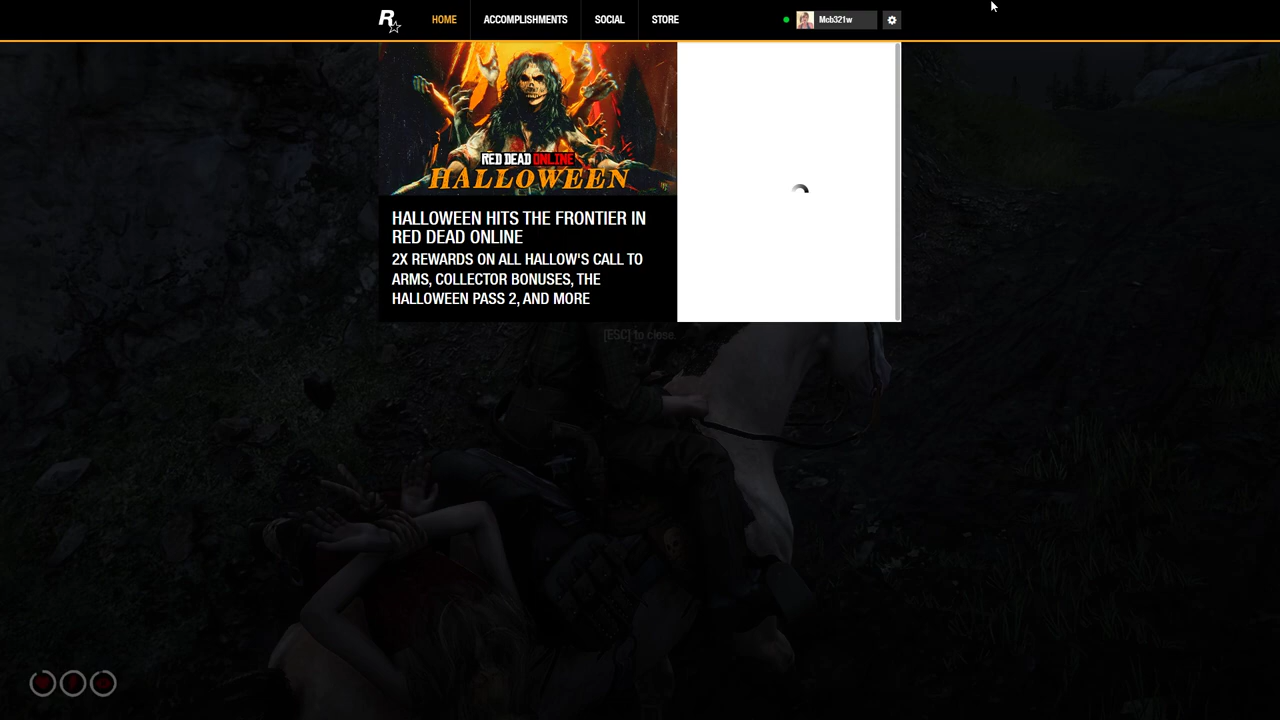 R
HOME ACCOMPLISHMENTS SOCIAL STORE
Mcb321w
RED DEAD ONLINE
HALLOWEEN
HALLOWEEN HITS THE FRONTIER IN
RED DEAD ONLINE
2X REWARDS ON ALL HALLOW'S CALL TO
ARMS, COLLECTOR BONUSES, THE
HALLOWEEN PASS 2, AND MORE
[ESC] to close.